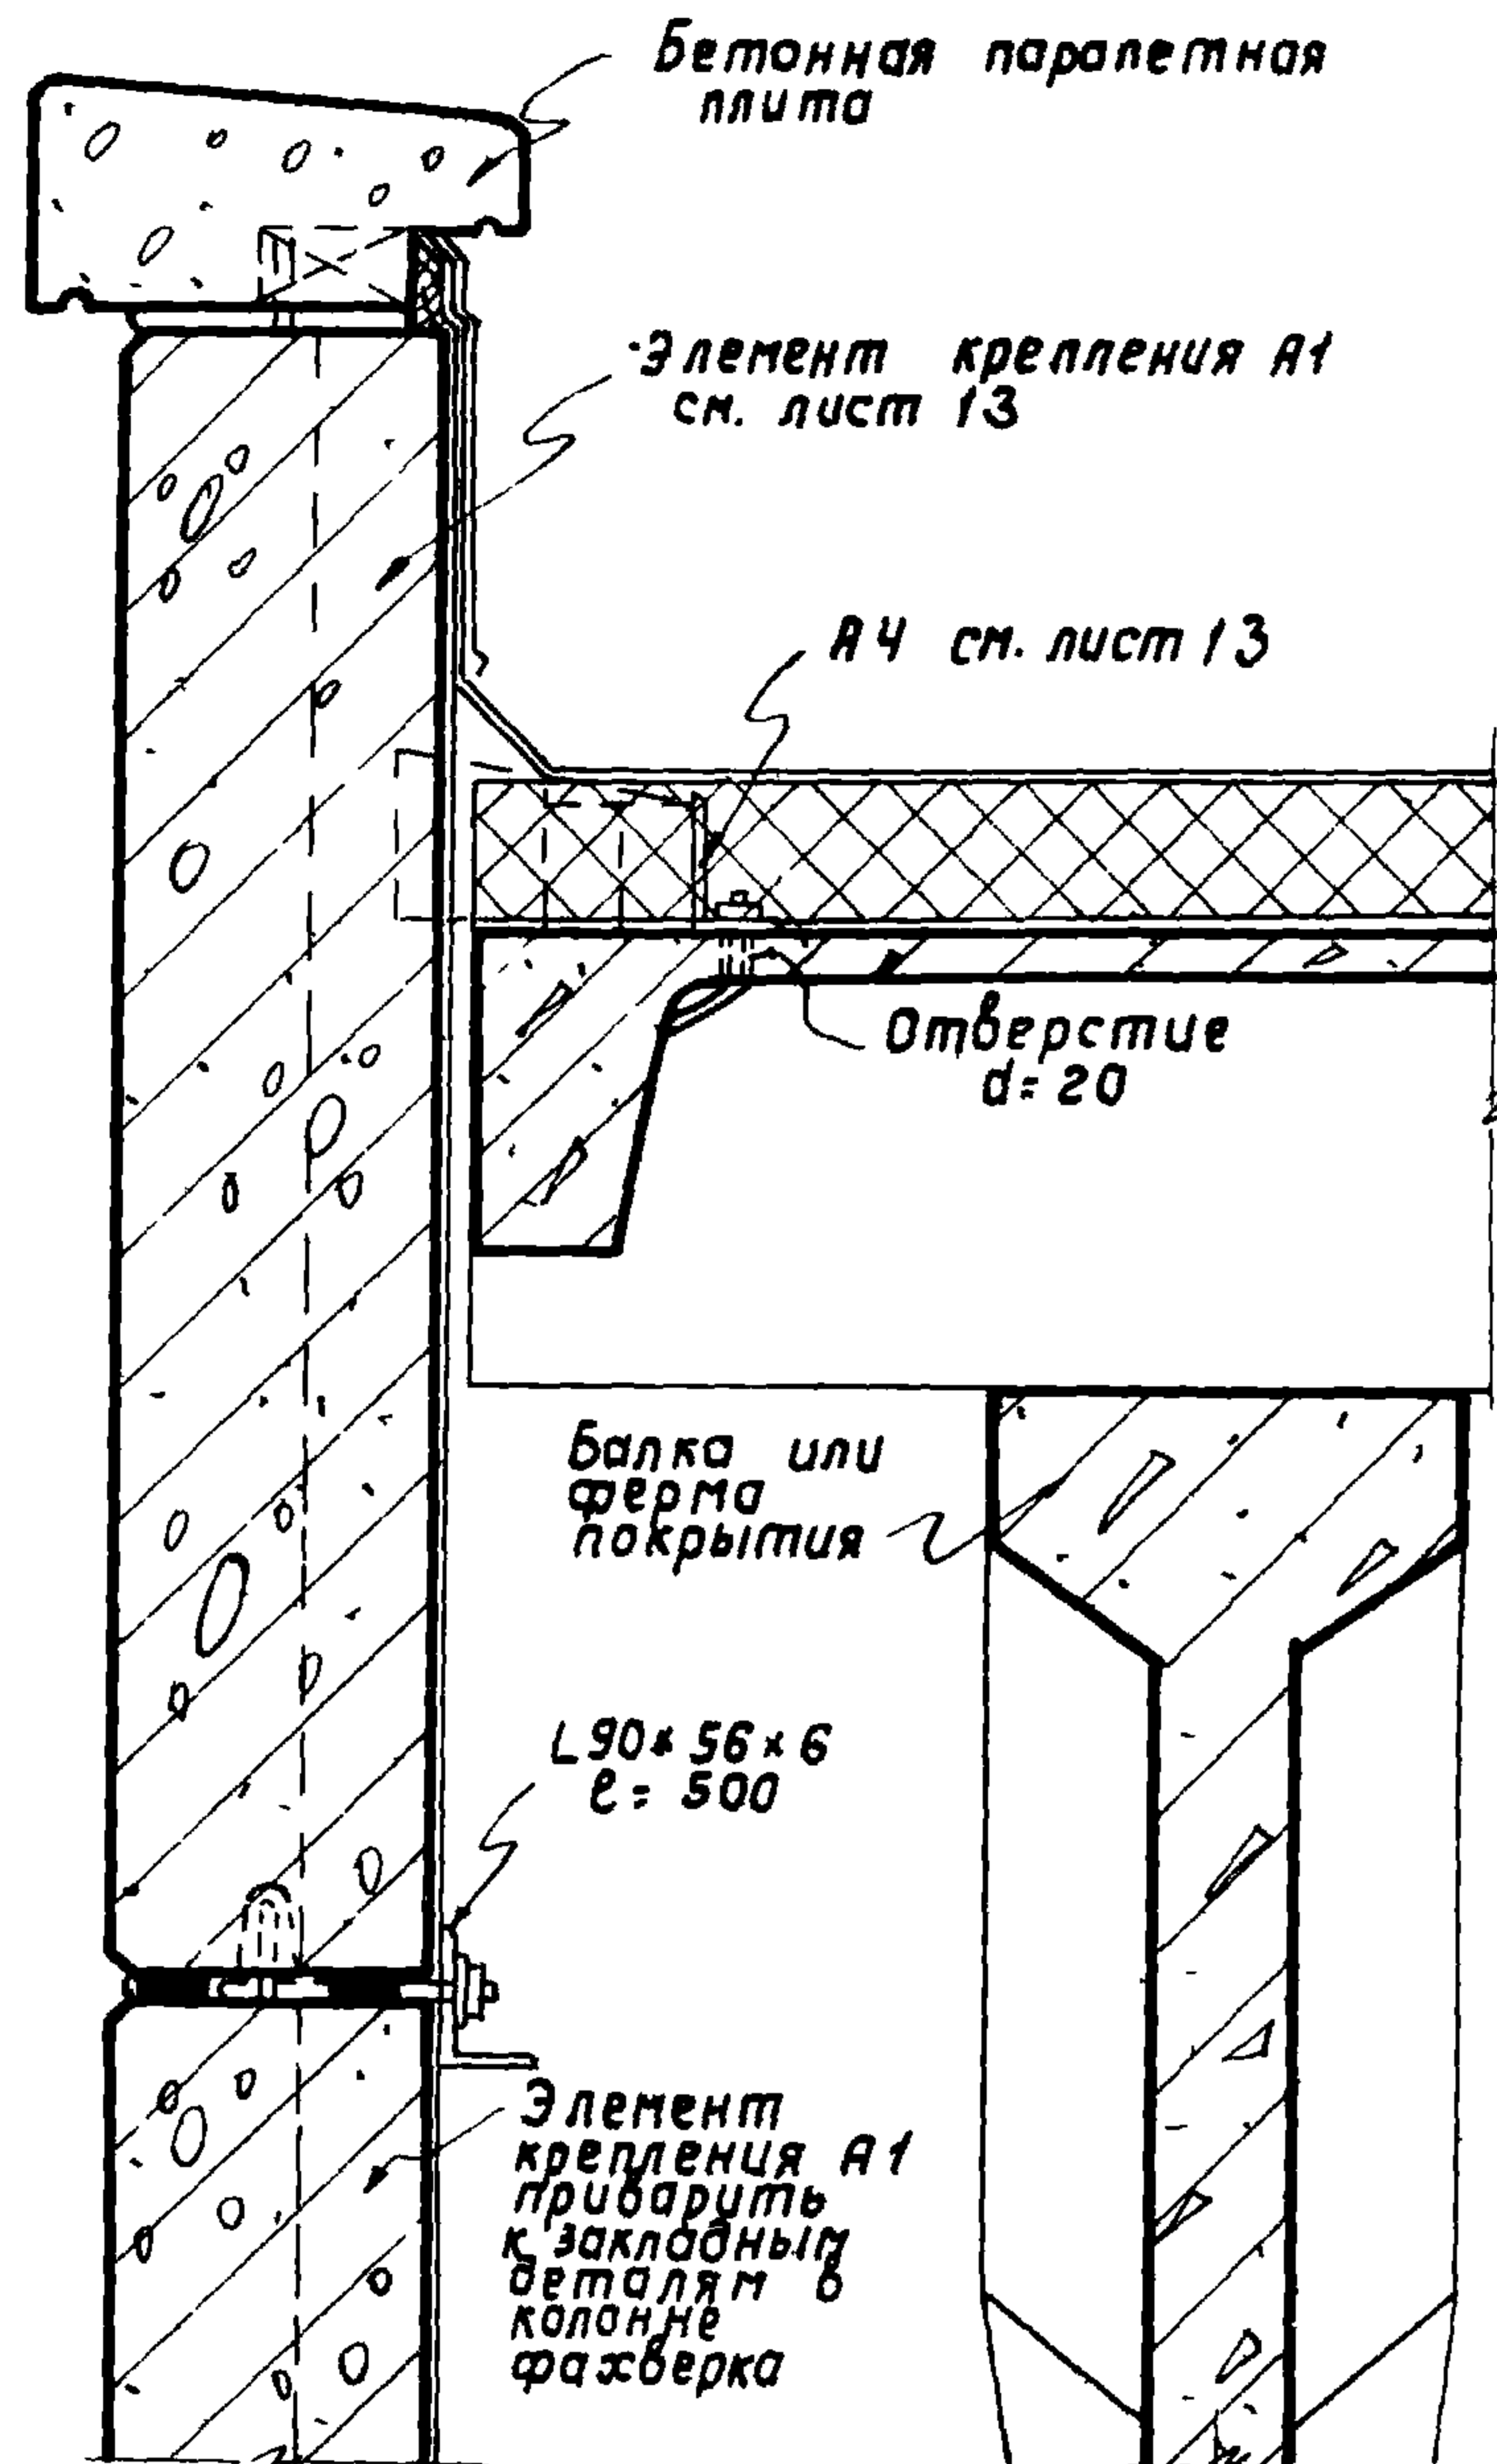 Бетонная парапетная
плита
Элемент крепления А1
см. лист 13
А4 см. лист 13
Отверстие
d=20
Балка или
ферма
покрытия
L90×56×6
ℓ=500
Элемент
крепления А1
приварить
к закладным
деталям в
колонне
фахверка